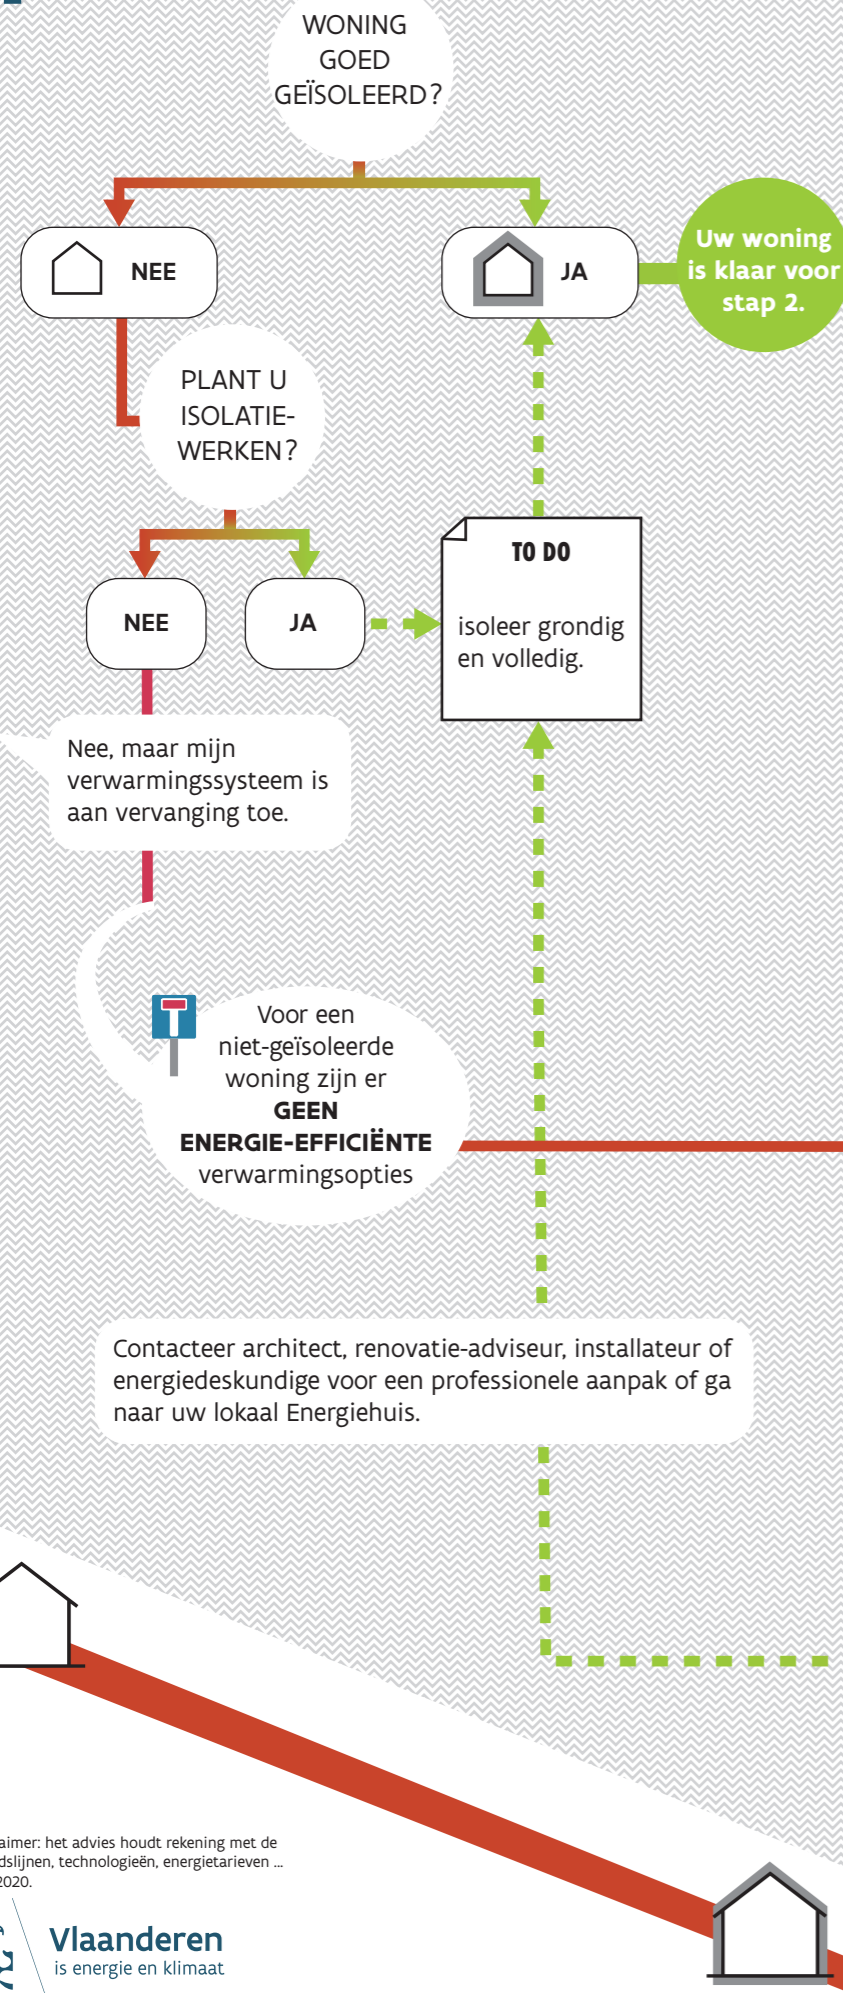 WONING
GOED
GEÏSOLEERD?
NEE
JA
Uw woning
is klaar voor
stap 2.
PLANT U
ISOLATIE-
WERKEN?
NEE
JA
TO DO
isoleer grondig
en volledig.
Nee, maar mijn
verwarmingssysteem is
aan vervanging toe.
Voor een
niet-geïsoleerde
woning zijn er
GEEN
ENERGIE-EFFICIËNTE
verwarmingsopties
Contacteer architect, renovatie-adviseur, installateur of
energiedeskundige voor een professionele aanpak of ga
naar uw lokaal Energiehuis.
aimer: het advies houdt rekening met de
dslijnen, technologieën, energietarieven ...
2020.
Vlaanderen
is energie en klimaat